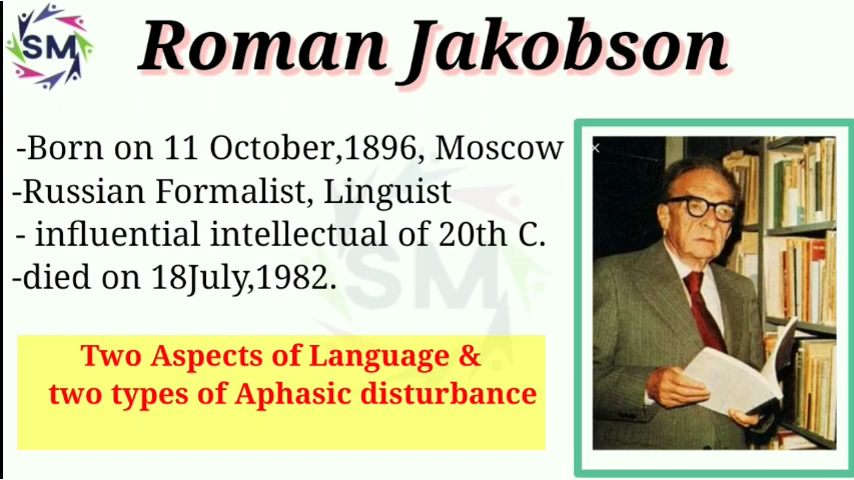 SM
Roman Jakobson
-Born on 11 October,1896, Moscow
-Russian Formalist, Linguist
- influential intellectual of 20th C.
-died on 18July,1982.
SM
Two Aspects of Language &
two types of Aphasic disturbance